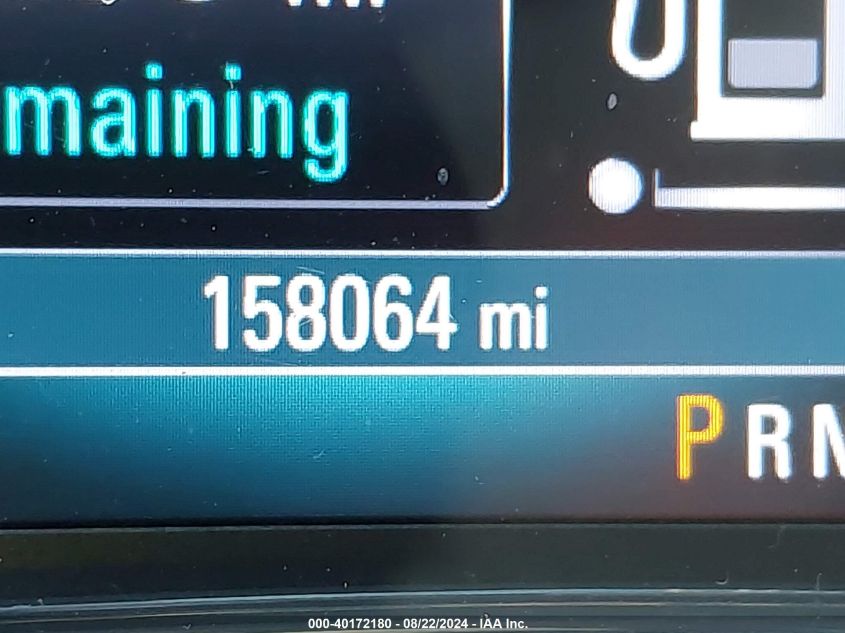 maining
158064 mi
P R N
000-40172180 - 08/22/2024 - IAA Inc.